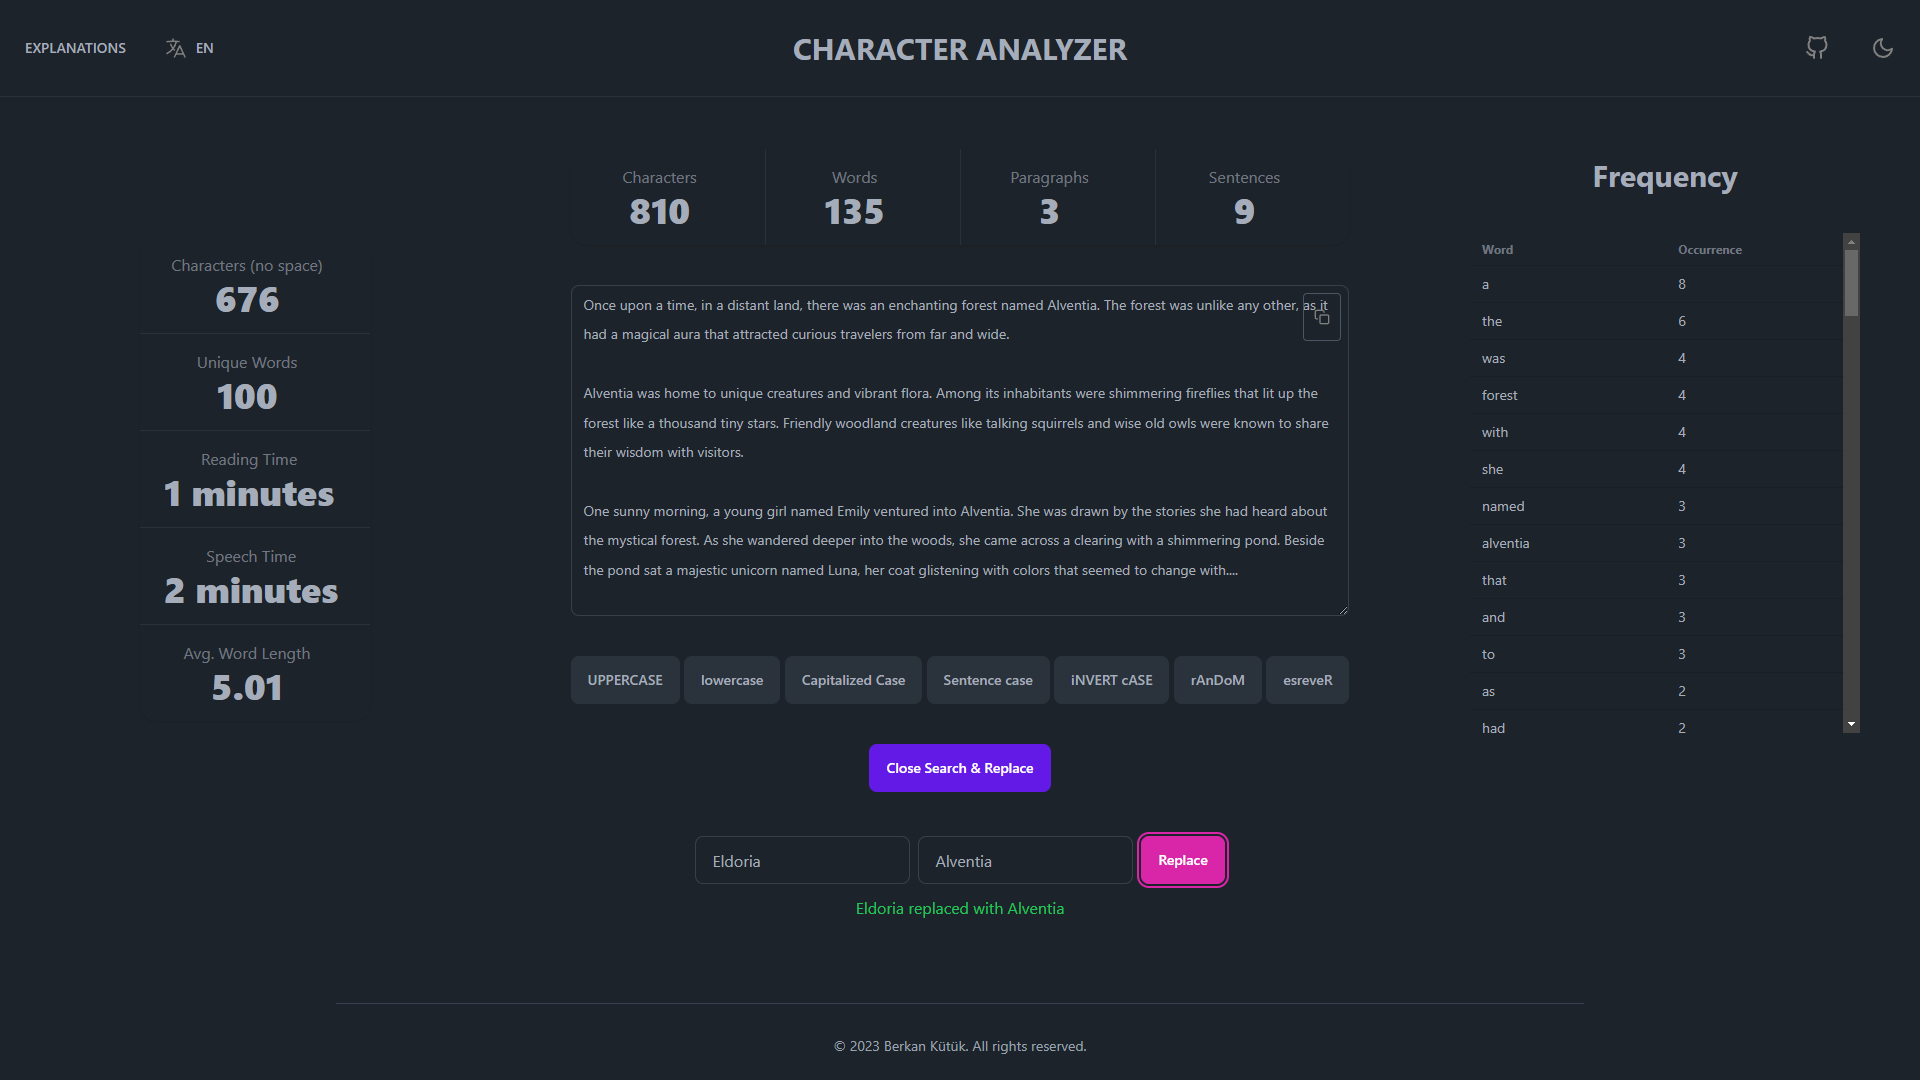 EXPLANATIONS
EN
CHARACTER ANALYZER
Characters (no space)
676
Unique Words
100
Reading Time
1 minutes
Speech Time
2 minutes
Avg. Word Length
5.01
Characters
810
Words
135
Paragraphs
3
Sentences
9
Once upon a time, in a distant land, there was an enchanting forest named Alventia. The forest was unlike any other, as it
had a magical aura that attracted curious travelers from far and wide.
Alventia was home to unique creatures and vibrant flora. Among its inhabitants were shimmering fireflies that lit up the
forest like a thousand tiny stars. Friendly woodland creatures like talking squirrels and wise old owls were known to share
their wisdom with visitors.
One sunny morning, a young girl named Emily ventured into Alventia. She was drawn by the stories she had heard about
the mystical forest. As she wandered deeper into the woods, she came across a clearing with a shimmering pond. Beside
the pond sat a majestic unicorn named Luna, her coat glistening with colors that seemed to change with....
UPPERCASE
lowercase
Capitalized Case
Sentence case
iNVERT cASE
rAnDoM
esreveR
Close Search & Replace
Eldoria
Alventia
Replace
Eldoria replaced with Alventia
Frequency
Word Occurrence
a 8
the 6
was 4
forest 4
with 4
she 4
named 3
alventia 3
that 3
and 3
to 3
as 2
had 2
© 2023 Berkan Kütük. All rights reserved.